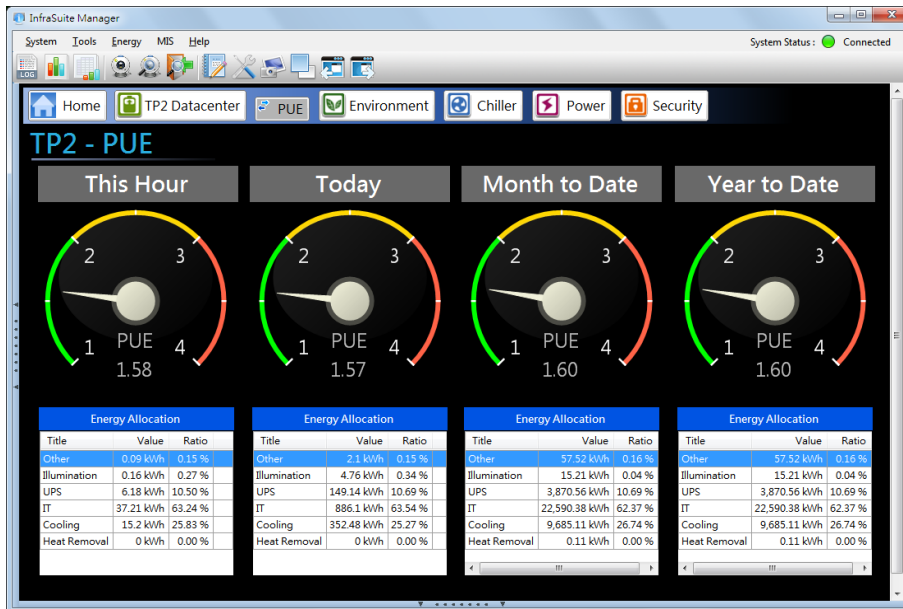 InfraSuite Manager
System Tools Energy MIS Help System Status : Connected
LOG
Home TP2 Datacenter PUE Environment Chiller Power Security
TP2 - PUE
This Hour Today Month to Date Year to Date
2 3 2 3 2 3 2 3
1 PUE 4 1 PUE 4 1 PUE 4 1 PUE 4
1.58 1.57 1.60 1.60
Energy Allocation Energy Allocation Energy Allocation Energy Allocation
Title Value Ratio Title Value Ratio Title Value Ratio Title Value Ratio
Other 0.09 kWh 0.15 % Other 2.1 kWh 0.15 % Other 57.52 kWh 0.16 % Other 57.52 kWh 0.16 %
Illumination 0.16 kWh 0.27 % Illumination 4.76 kWh 0.34 % Illumination 15.21 kWh 0.04 % Illumination 15.21 kWh 0.04 %
UPS 6.18 kWh 10.50 % UPS 149.14 kWh 10.69 % UPS 3,870.56 kWh 10.69 % UPS 3,870.56 kWh 10.69 %
IT 37.21 kWh 63.24 % IT 886.1 kWh 63.54 % IT 22,590.38 kWh 62.37 % IT 22,590.38 kWh 62.37 %
Cooling 15.2 kWh 25.83 % Cooling 352.48 kWh 25.27 % Cooling 9,685.11 kWh 26.74 % Cooling 9,685.11 kWh 26.74 %
Heat Removal 0 kWh 0.00 % Heat Removal 0 kWh 0.00 % Heat Removal 0.11 kWh 0.00 % Heat Removal 0.11 kWh 0.00 %